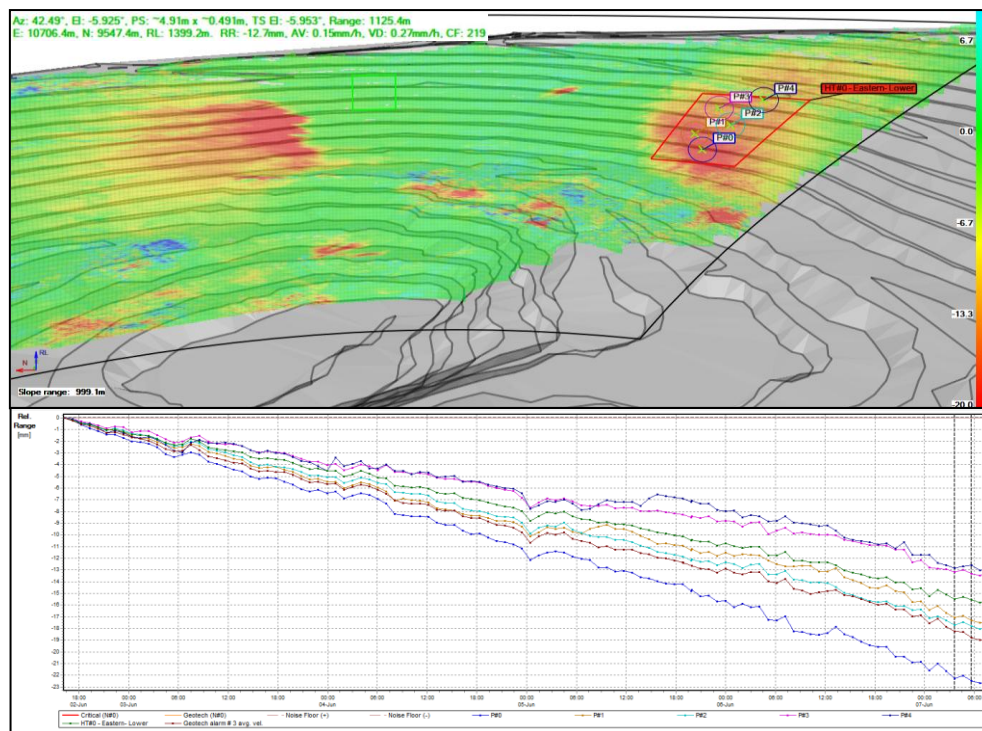 Az: 42.49°, El: -5.925°, PS: ~4.91m x ~0.491m, TS El: -5.953°, Range: 1125.4m
E: 10706.4m, N: 9547.4m, RL: 1399.2m. RR: -12.7mm, AV: 0.15mm/h, VD: 0.27mm/h, CF: 219
6.7
P#4
HT#0 - Eastern- Lower
P#3
P#2
P#1
0.0
P#0
-6.7
-13.3
RL
N
Slope range: 999.1m
-20.0
Rel.
Range
[mm]
0
-1
-2
-3
-4
-5
-6
-7
-8
-9
-10
-11
-12
-13
-14
-15
-16
-17
-18
-19
-20
-21
-22
-23
18:00 00:00 06:00 12:00 18:00 00:00 06:00 12:00 18:00 00:00 06:00 12:00 18:00 00:00 06:00 12:00 18:00 00:00 06:00
02-Jun 03-Jun 04-Jun 05-Jun 06-Jun 07-Jun
Critical (N#0) Geotech (N#0) Noise Floor (+) Noise Floor (-) P#0 P#1 P#2 P#3 P#4
HT#0 - Eastern- Lower Geotech alarm # 3 avg. vel.